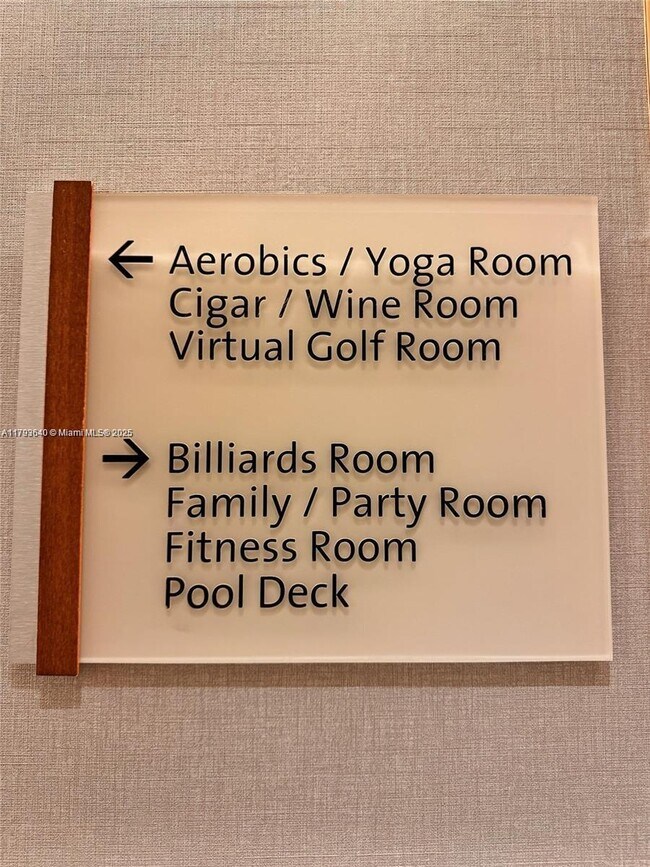 ← Aerobics / Yoga Room
Cigar / Wine Room
Virtual Golf Room
A11793640 © Miami MLS® 2025
→ Billiards Room
Family / Party Room
Fitness Room
Pool Deck